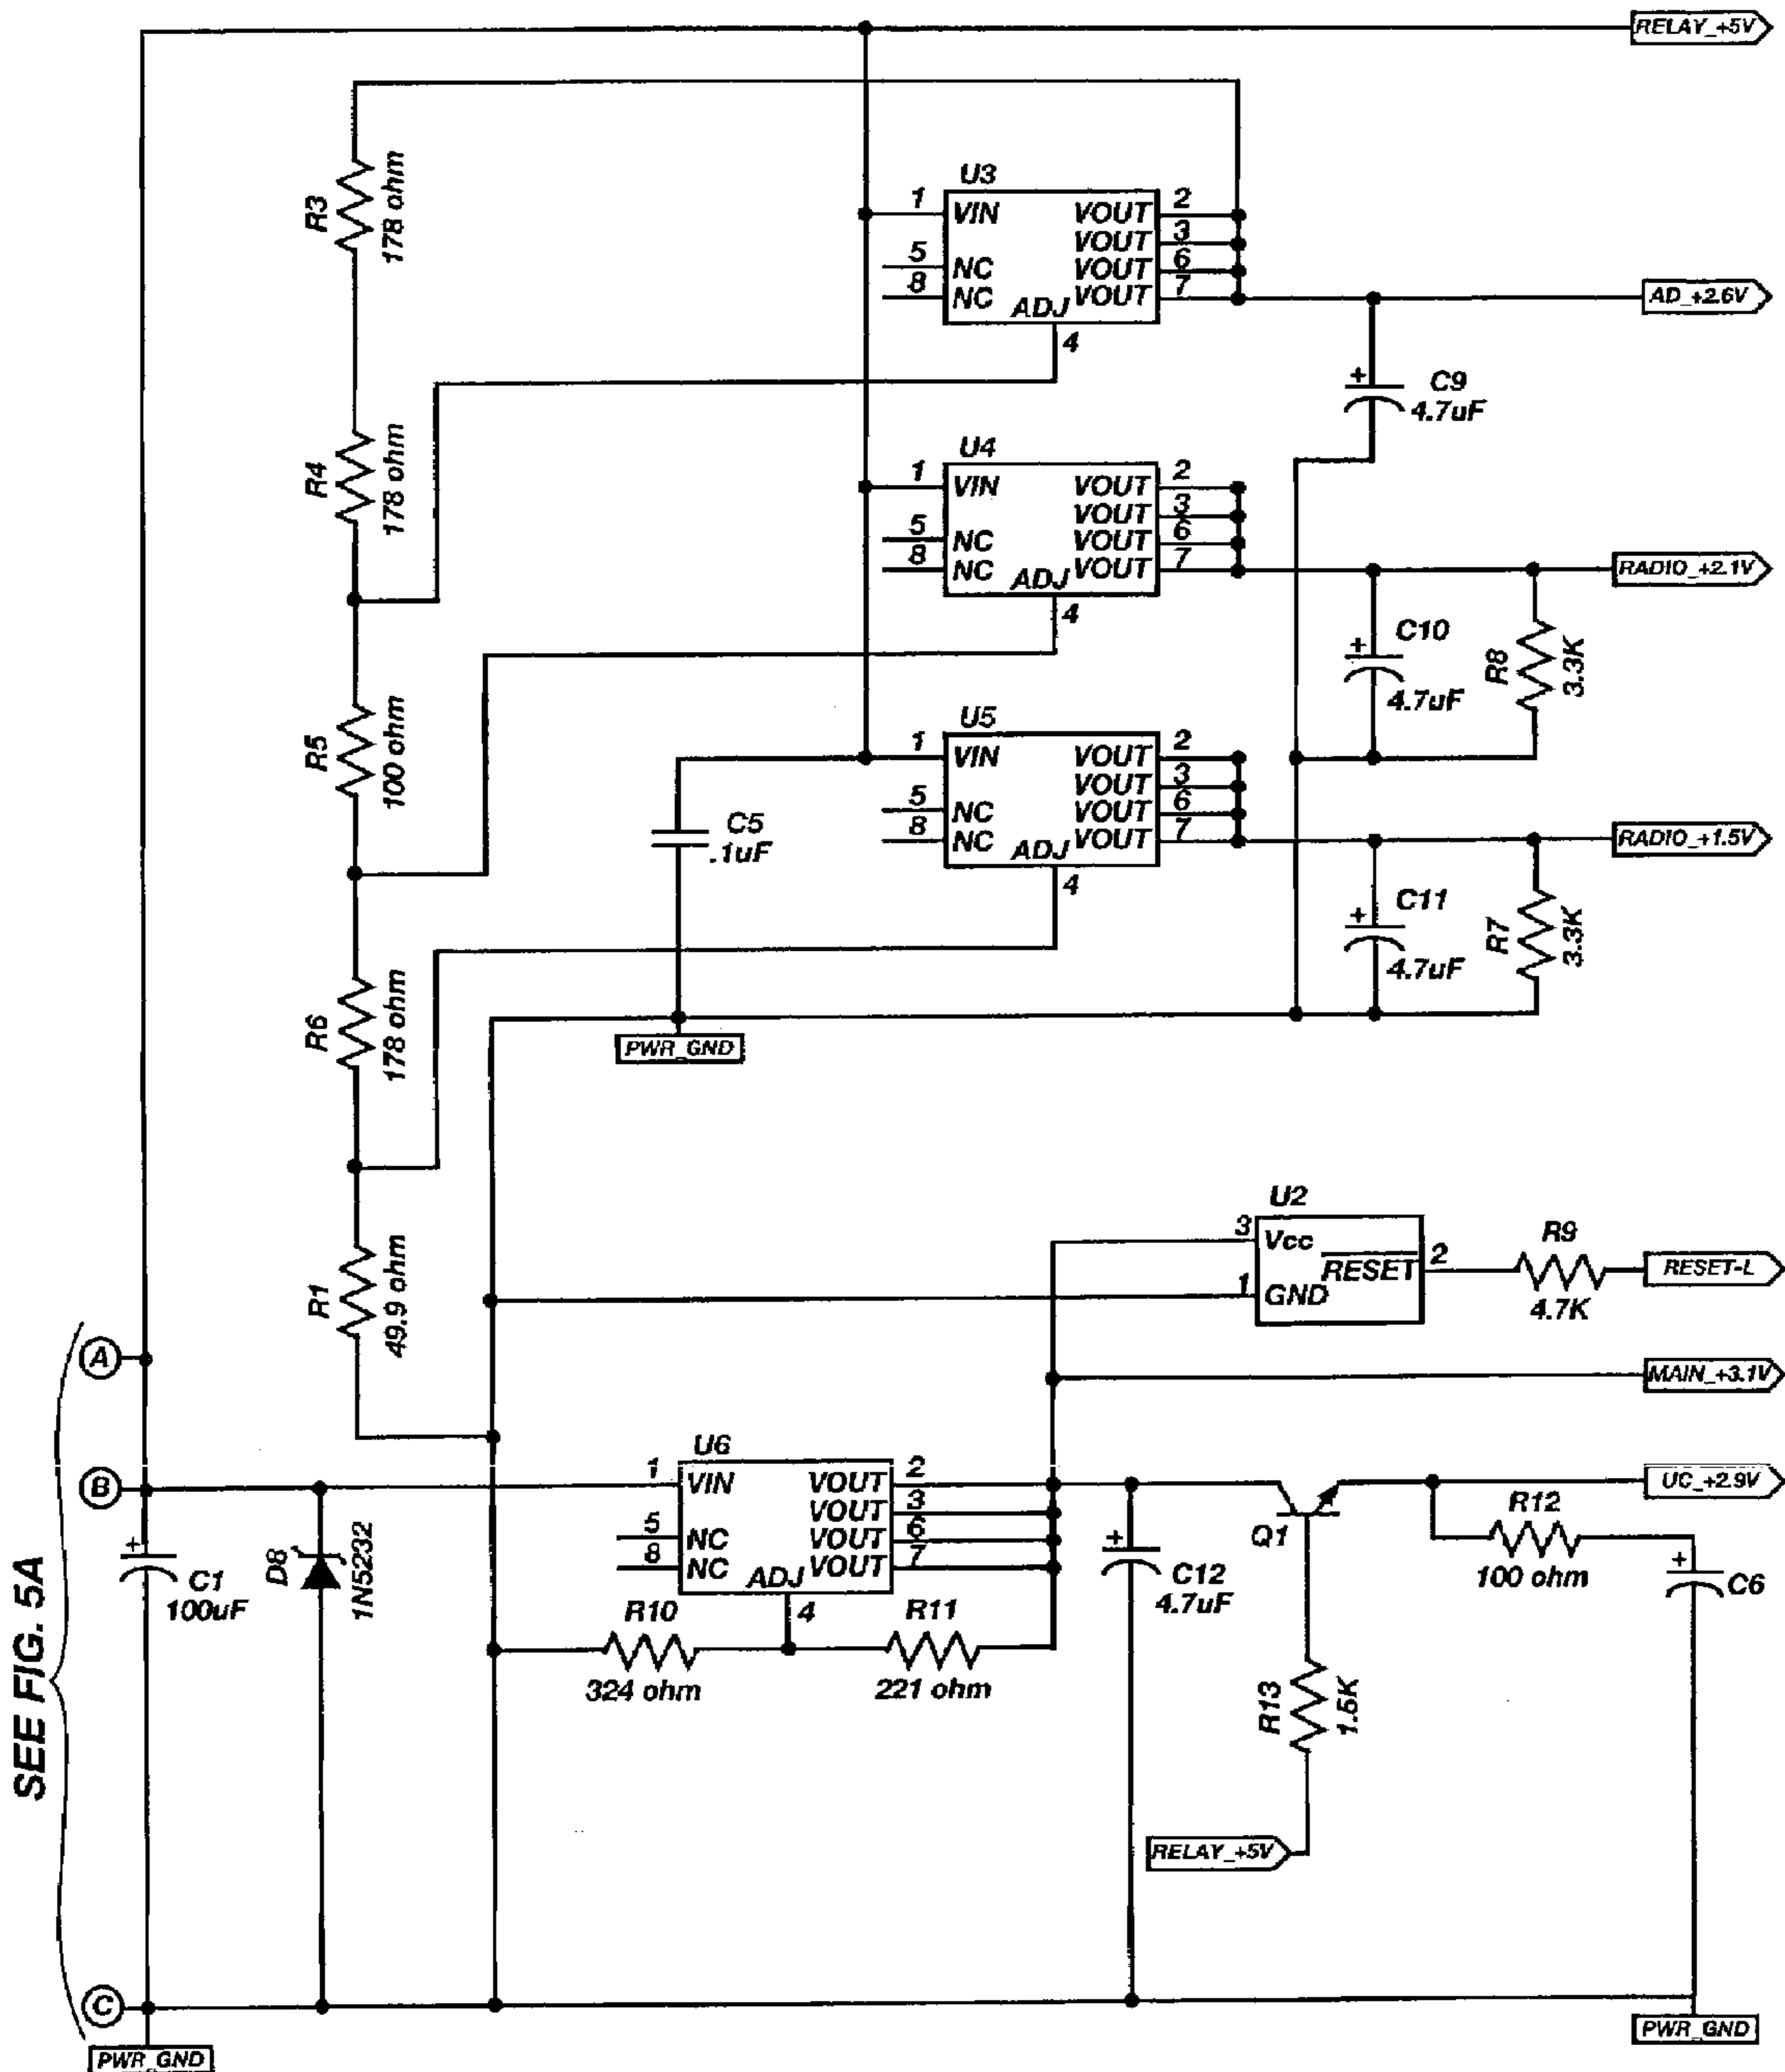 RELAY_+5V
R3
178 ohm
U3
1
VIN
VOUT
2
VOUT
3
5
NC
VOUT
6
8
NC
VOUT
7
ADJ
4
AD_+2.6V
C9
+
4.7uF
R4
178 ohm
U4
1
VIN
VOUT
2
VOUT
3
5
NC
VOUT
6
8
NC
VOUT
7
ADJ
4
RADIO_+2.1V
C10
+
4.7uF
R8
3.3K
R5
100 ohm
U5
1
VIN
VOUT
2
VOUT
3
5
NC
VOUT
6
8
NC
VOUT
7
ADJ
4
C5
.1uF
RADIO_+1.5V
C11
+
4.7uF
R7
3.3K
R6
178 ohm
PWR_GND
R1
49.9 ohm
U2
3
Vcc
RESET
2
1
GND
R9
4.7K
RESET-L
A
MAIN_+3.1V
B
U6
1
VIN
VOUT
2
VOUT
3
5
NC
VOUT
6
8
NC
VOUT
7
ADJ
4
UC_+2.9V
Q1
R12
100 ohm
+
C6
+
C1
100uF
D8
1N5232
+
C12
4.7uF
R10
324 ohm
R11
221 ohm
R13
1.5K
SEE FIG. 5A
RELAY_+5V
C
PWR_GND
PWR_GND